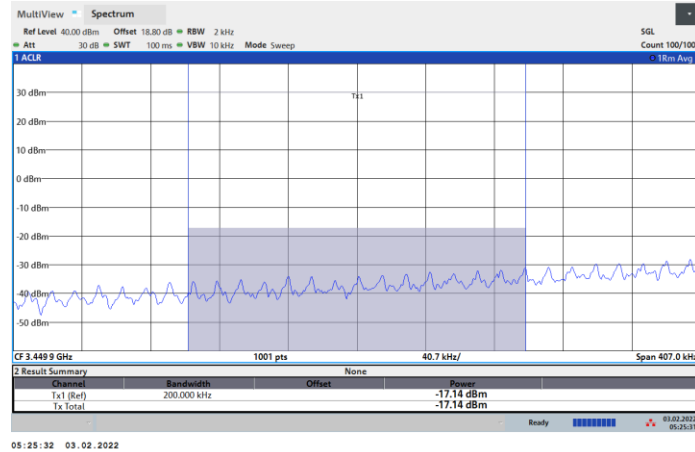 MultiView Spectrum
Ref Level 40.00 dBm Offset 18.80 dB RBW 2 kHz SGL
Att 30 dB SWT 100 ms VBW 10 kHz Mode Sweep Count 100/100
1 ACLR 1Rm Avg
Tx1
30 dBm
20 dBm
10 dBm
0 dBm
-10 dBm
-20 dBm
-30 dBm
-40 dBm
-50 dBm
CF 3.449 9 GHz 1001 pts 40.7 kHz/ Span 407.0 kHz
2 Result Summary None
Channel Bandwidth Offset Power
Tx1 (Ref) 200.000 kHz -17.14 dBm
Tx Total -17.14 dBm
Ready 03.02.2022
05:25:31
05:25:32 03.02.2022